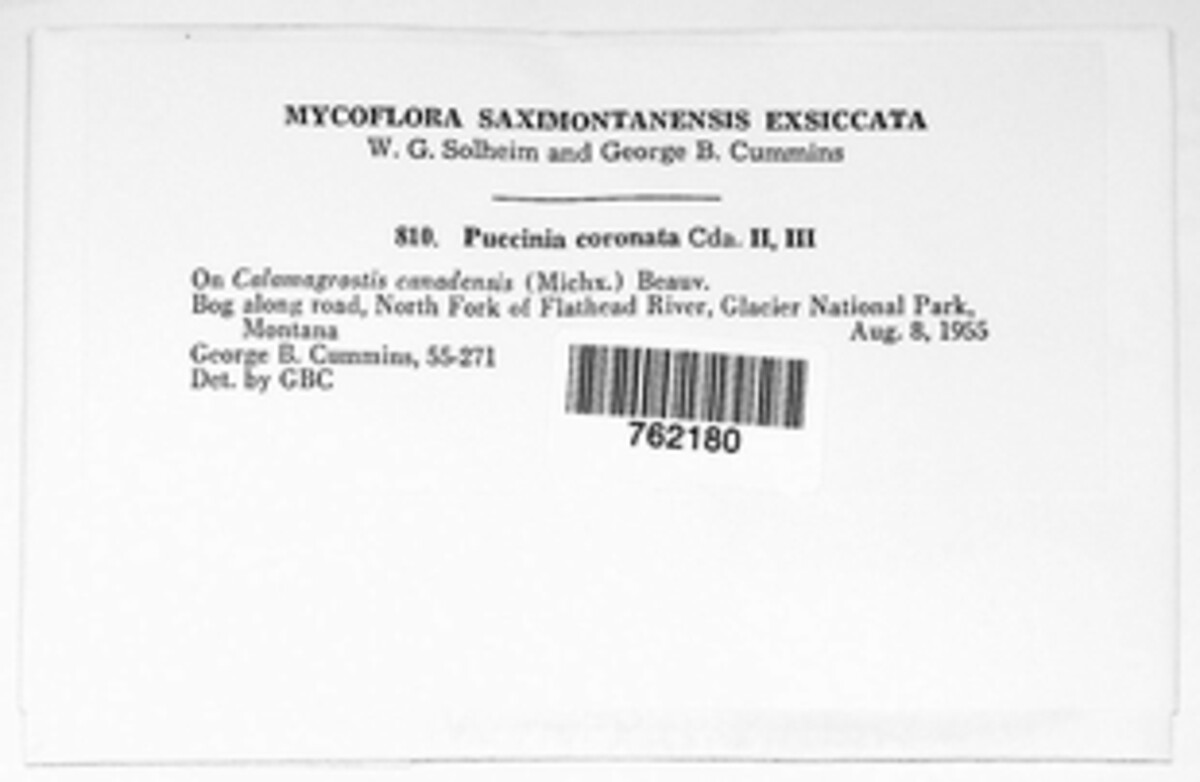 MYCOFLORA SAXIMONTANENSIS EXSICCATA
W. G. Solheim and George B. Cummins
810. Puccinia coronata Cda. II, III
On Calamagrostis canadensis (Michx.) Beauv.
Bog along road, North Fork of Flathead River, Glacier National Park,
Montana Aug. 8, 1955
George B. Cummins, 55-271
Det. by GBC
762180